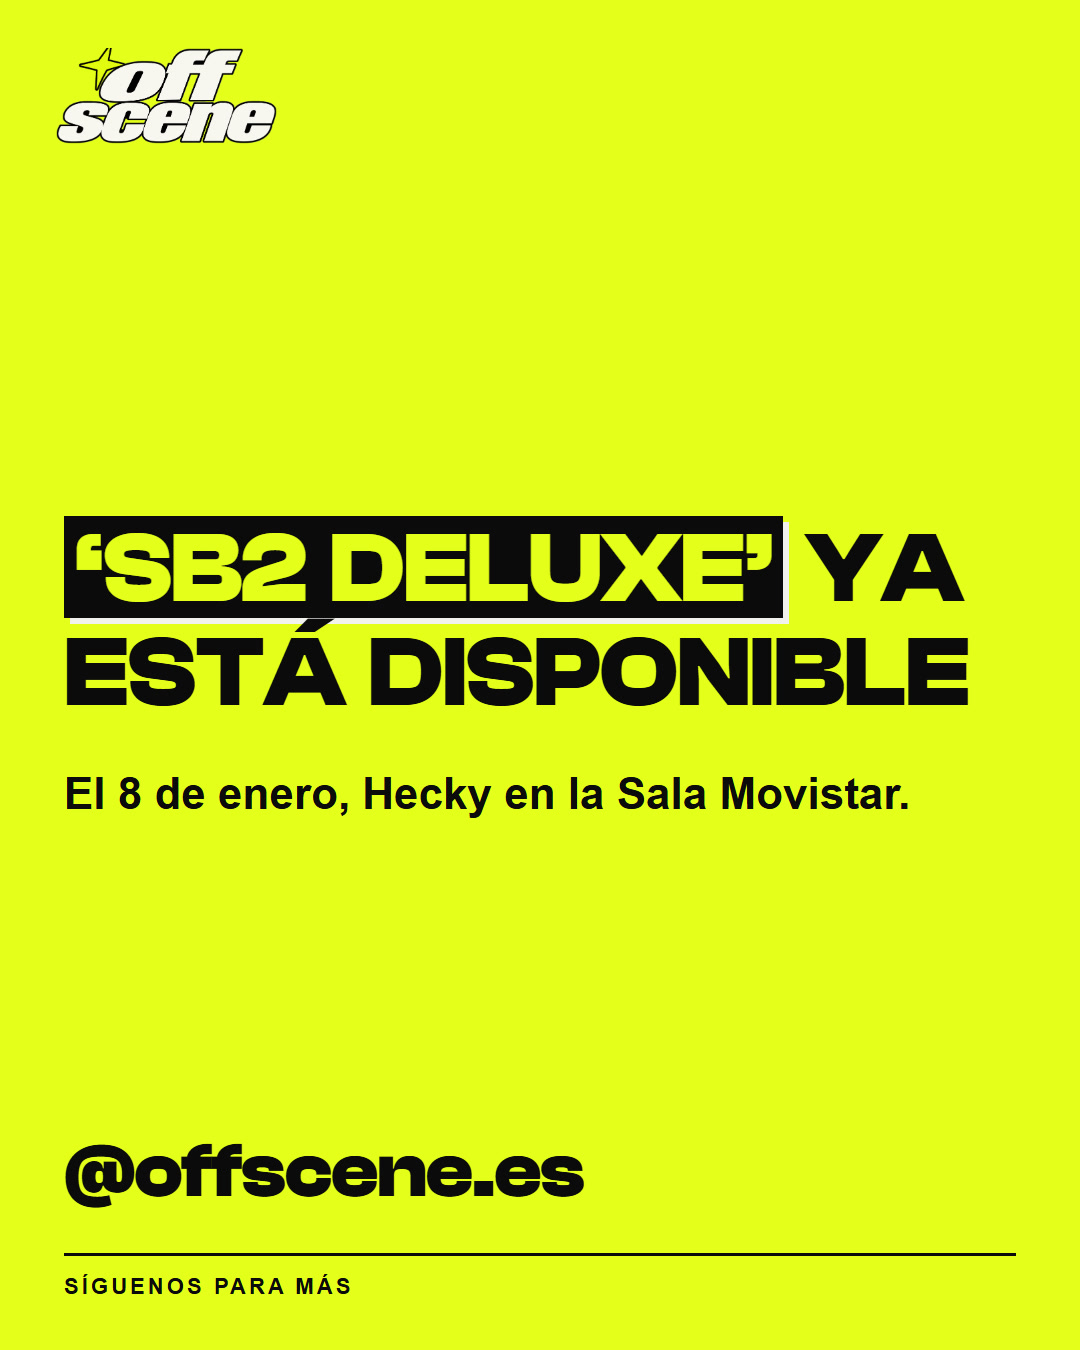 off
scene
‘SB2 DELUXE’ YA
ESTÁ DISPONIBLE
El 8 de enero, Hecky en la Sala Movistar.
@offscene.es
SÍGUENOS PARA MÁS